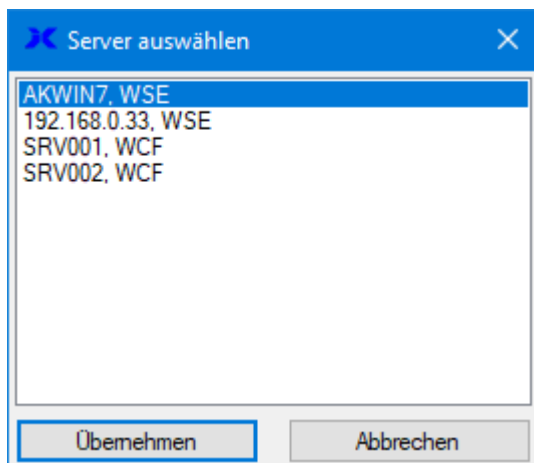 Server auswählen
AKWIN7, WSE
192.168.0.33, WSE
SRV001, WCF
SRV002, WCF
Übernehmen
Abbrechen